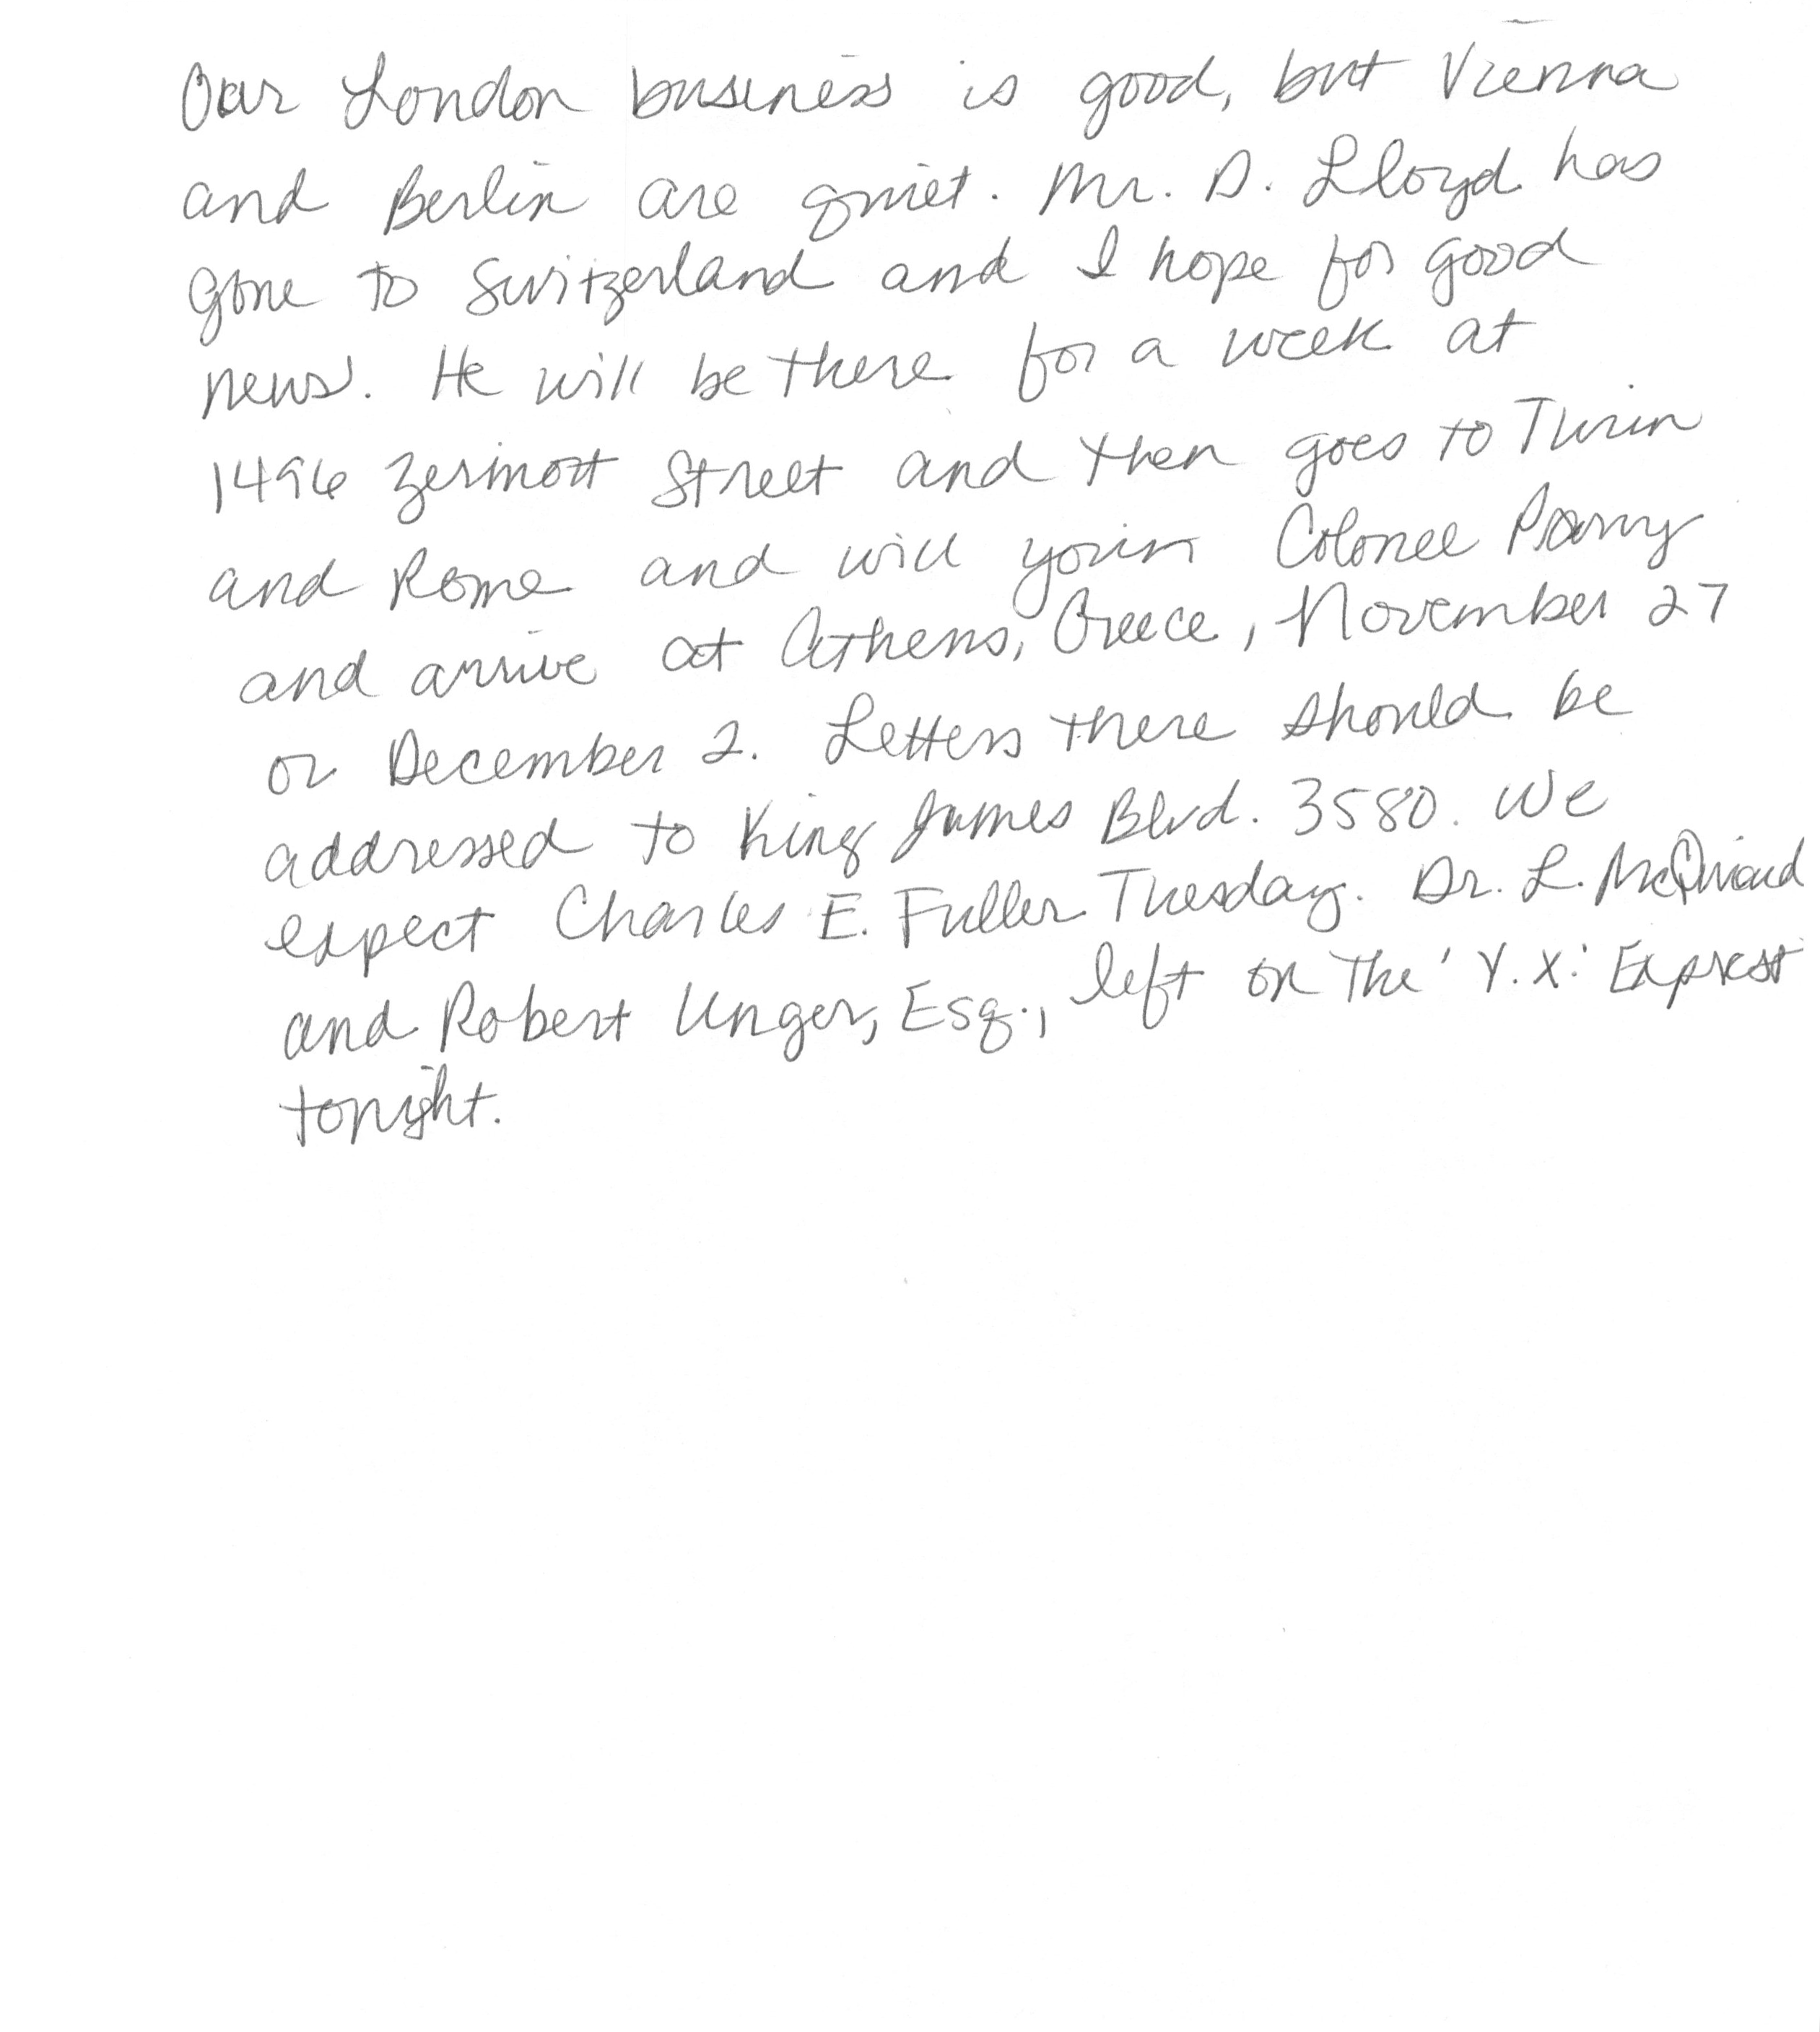 Our London business is good, but Vienna
and Berlin are quiet. Mr. D. Lloyd has
gone to Switzerland and I hope for good
news. He will be there for a week at
1496 Zermott Street and then goes to Turin
and Rome and will join Colonel Parry
and arrive at Athens, Greece, November 27
or December 2. Letters there should be
addressed to King James Blvd. 3580. We
expect Charles E. Fuller Tuesday. Dr. L. McQuaid
and Robert Unger, Esq., left on the 'Y.X.' Express
tonight.